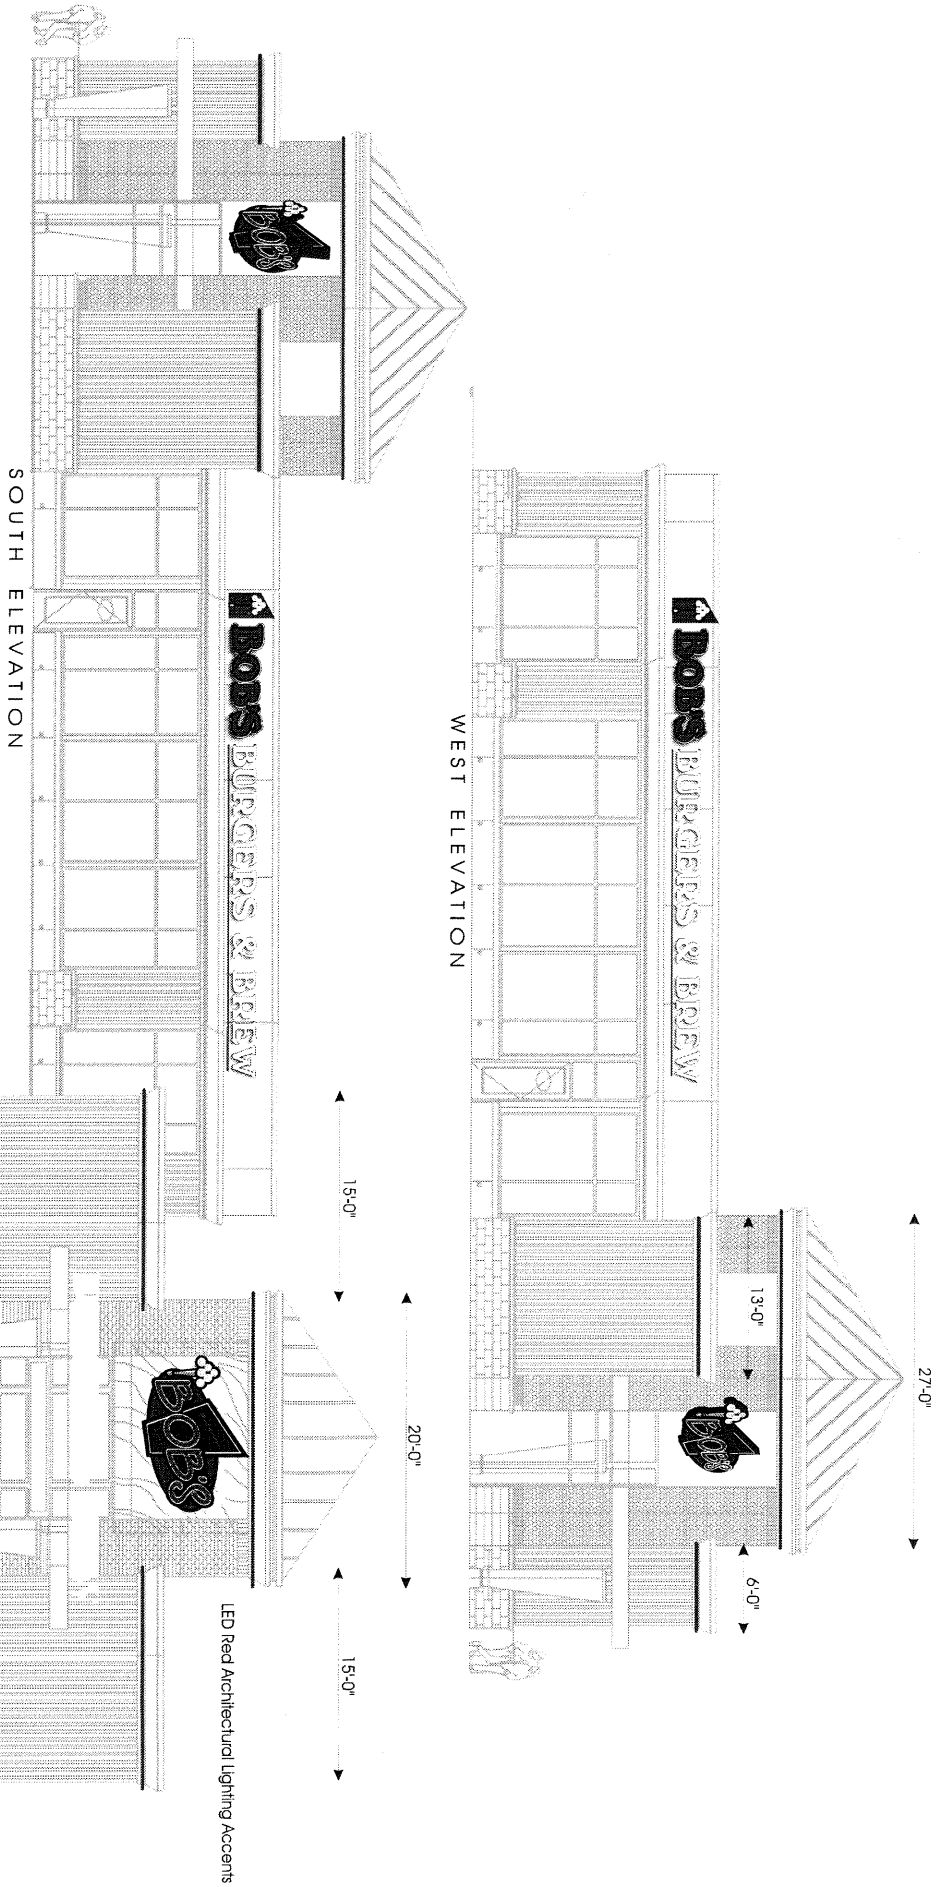 27'-0"
13'-0"
6'-0"
BOB'S BURGERS & BREW
BOB'S
WEST ELEVATION
20'-0"
15'-0"
15'-0"
LED Red Architectural Lighting Accents
BOB'S
BOB'S BURGERS & BREW
BOB'S
SOUTH ELEVATION